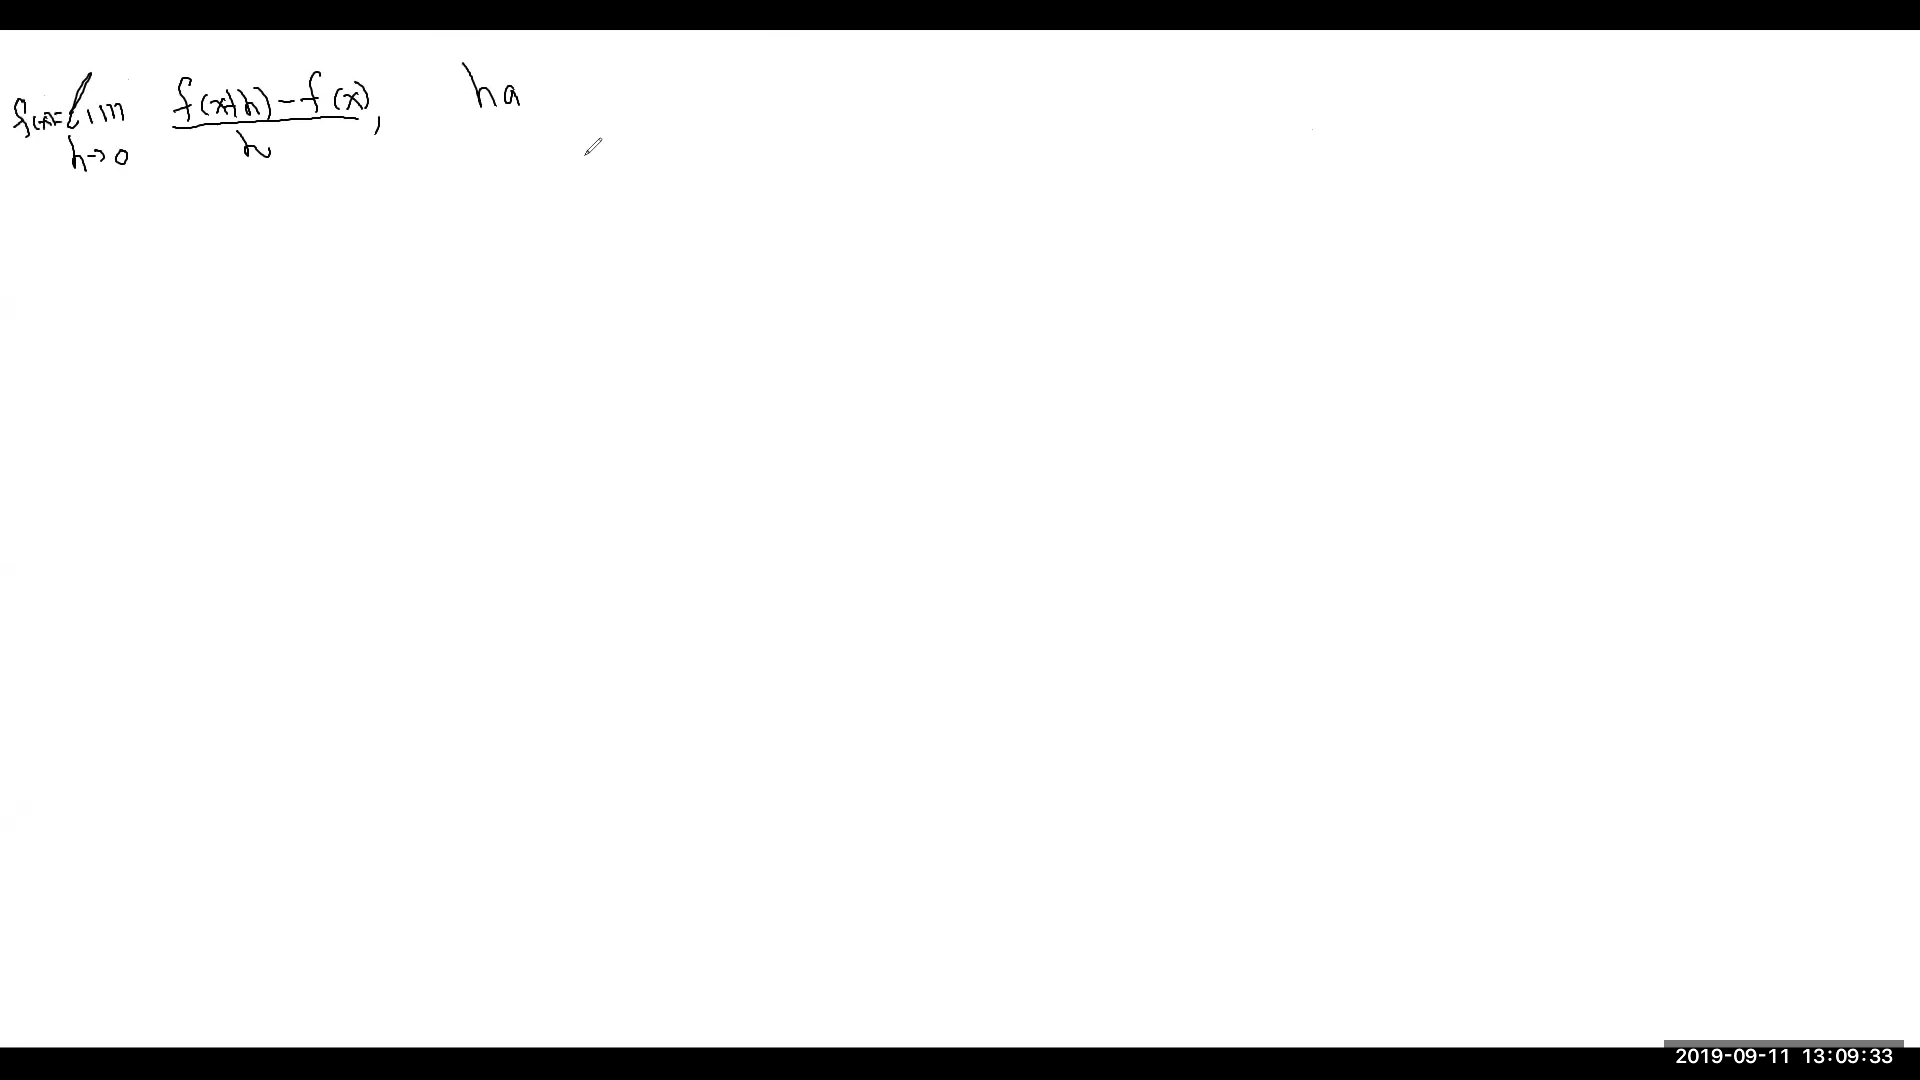 f(x)= lim f(x+h)-f(x), ha
h→0 h
2019-09-11 13:09:33